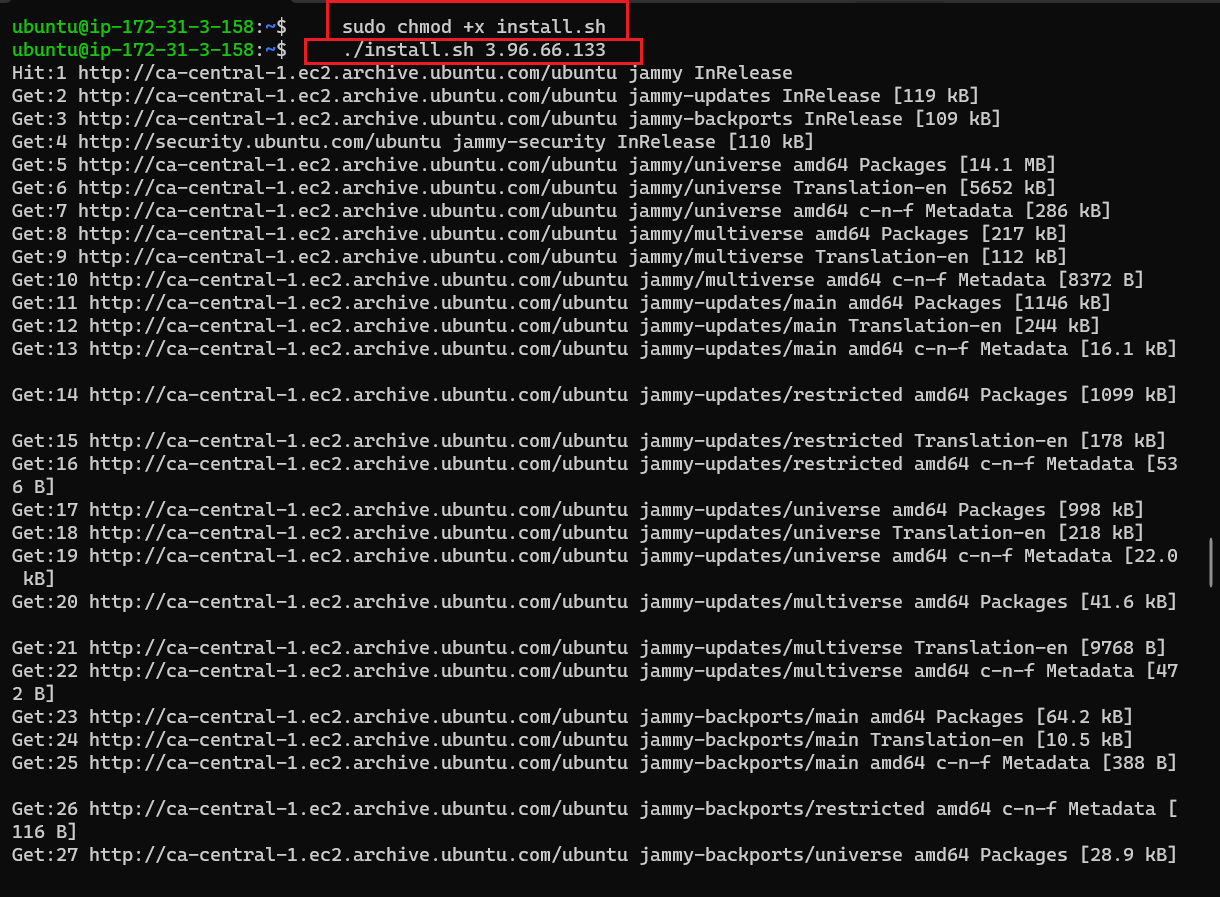 ubuntu@ip-172-31-3-158:~$     sudo chmod +x install.sh
ubuntu@ip-172-31-3-158:~$     ./install.sh 3.96.66.133
Hit:1 http://ca-central-1.ec2.archive.ubuntu.com/ubuntu jammy InRelease
Get:2 http://ca-central-1.ec2.archive.ubuntu.com/ubuntu jammy-updates InRelease [119 kB]
Get:3 http://ca-central-1.ec2.archive.ubuntu.com/ubuntu jammy-backports InRelease [109 kB]
Get:4 http://security.ubuntu.com/ubuntu jammy-security InRelease [110 kB]
Get:5 http://ca-central-1.ec2.archive.ubuntu.com/ubuntu jammy/universe amd64 Packages [14.1 MB]
Get:6 http://ca-central-1.ec2.archive.ubuntu.com/ubuntu jammy/universe Translation-en [5652 kB]
Get:7 http://ca-central-1.ec2.archive.ubuntu.com/ubuntu jammy/universe amd64 c-n-f Metadata [286 kB]
Get:8 http://ca-central-1.ec2.archive.ubuntu.com/ubuntu jammy/multiverse amd64 Packages [217 kB]
Get:9 http://ca-central-1.ec2.archive.ubuntu.com/ubuntu jammy/multiverse Translation-en [112 kB]
Get:10 http://ca-central-1.ec2.archive.ubuntu.com/ubuntu jammy/multiverse amd64 c-n-f Metadata [8372 B]
Get:11 http://ca-central-1.ec2.archive.ubuntu.com/ubuntu jammy-updates/main amd64 Packages [1146 kB]
Get:12 http://ca-central-1.ec2.archive.ubuntu.com/ubuntu jammy-updates/main Translation-en [244 kB]
Get:13 http://ca-central-1.ec2.archive.ubuntu.com/ubuntu jammy-updates/main amd64 c-n-f Metadata [16.1 kB]
Get:14 http://ca-central-1.ec2.archive.ubuntu.com/ubuntu jammy-updates/restricted amd64 Packages [1099 kB]
Get:15 http://ca-central-1.ec2.archive.ubuntu.com/ubuntu jammy-updates/restricted Translation-en [178 kB]
Get:16 http://ca-central-1.ec2.archive.ubuntu.com/ubuntu jammy-updates/restricted amd64 c-n-f Metadata [53
6 B]
Get:17 http://ca-central-1.ec2.archive.ubuntu.com/ubuntu jammy-updates/universe amd64 Packages [998 kB]
Get:18 http://ca-central-1.ec2.archive.ubuntu.com/ubuntu jammy-updates/universe Translation-en [218 kB]
Get:19 http://ca-central-1.ec2.archive.ubuntu.com/ubuntu jammy-updates/universe amd64 c-n-f Metadata [22.0
 kB]
Get:20 http://ca-central-1.ec2.archive.ubuntu.com/ubuntu jammy-updates/multiverse amd64 Packages [41.6 kB]
Get:21 http://ca-central-1.ec2.archive.ubuntu.com/ubuntu jammy-updates/multiverse Translation-en [9768 B]
Get:22 http://ca-central-1.ec2.archive.ubuntu.com/ubuntu jammy-updates/multiverse amd64 c-n-f Metadata [47
2 B]
Get:23 http://ca-central-1.ec2.archive.ubuntu.com/ubuntu jammy-backports/main amd64 Packages [64.2 kB]
Get:24 http://ca-central-1.ec2.archive.ubuntu.com/ubuntu jammy-backports/main Translation-en [10.5 kB]
Get:25 http://ca-central-1.ec2.archive.ubuntu.com/ubuntu jammy-backports/main amd64 c-n-f Metadata [388 B]
Get:26 http://ca-central-1.ec2.archive.ubuntu.com/ubuntu jammy-backports/restricted amd64 c-n-f Metadata [
116 B]
Get:27 http://ca-central-1.ec2.archive.ubuntu.com/ubuntu jammy-backports/universe amd64 Packages [28.9 kB]